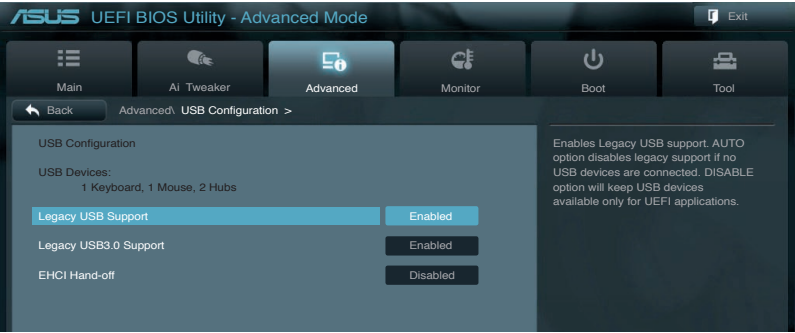 ASUS UEFI BIOS Utility - Advanced Mode
Exit
Main
Ai Tweaker
Advanced
Monitor
Boot
Tool
Back
Advanced\ USB Configuration >
USB Configuration
USB Devices:
1 Keyboard, 1 Mouse, 2 Hubs
Legacy USB Support Enabled
Legacy USB3.0 Support Enabled
EHCI Hand-off Disabled
Enables Legacy USB support. AUTO
option disables legacy support if no
USB devices are connected. DISABLE
option will keep USB devices
available only for UEFI applications.